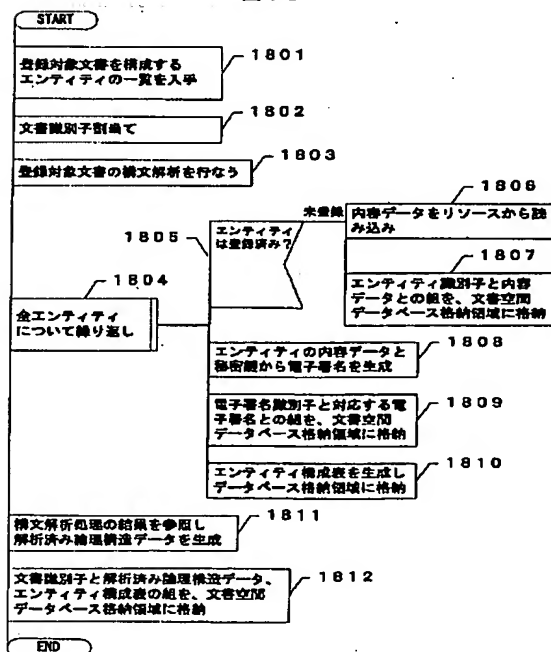 START
登録対象文書を構成する
エンティティの一覧を入手
1801
文書識別子割当て
1802
登録対象文書の構文解析を行なう
1803
全エンティティ
について繰り返し
1804
エンティティ
は登録済み?
1805
未登録
内容データをリソースから読
み込み
1806
エンティティ識別子と内容
データとの組を、文書空間
データベース格納領域に格納
1807
エンティティの内容データと
秘密鍵から電子署名を生成
1808
電子署名識別子と対応する電
子署名との組を、文書空間
データベース格納領域に格納
1809
エンティティ構成表を生成し
データベース格納領域に格納
1810
構文解析処理の結果を参照し
解析済み論理構造データを生成
1811
文書識別子と解析済み論理構造データ、
エンティティ構成表の組を、文書空間
データベース格納領域に格納
1812
END